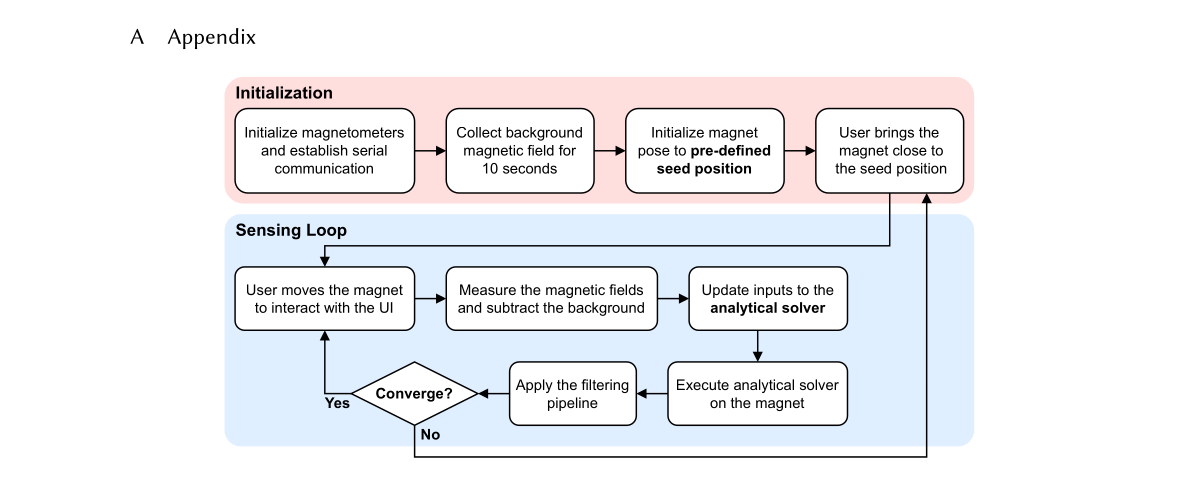 A Appendix
Initialization
Initialize magnetometers
and establish serial
communication
Collect background
magnetic field for
10 seconds
Initialize magnet
pose to pre-defined
seed position
User brings the
magnet close to
the seed position
Sensing Loop
User moves the magnet
to interact with the UI
Measure the magnetic fields
and subtract the background
Update inputs to the
analytical solver
Execute analytical solver
on the magnet
Apply the filtering
pipeline
Converge?
Yes
No